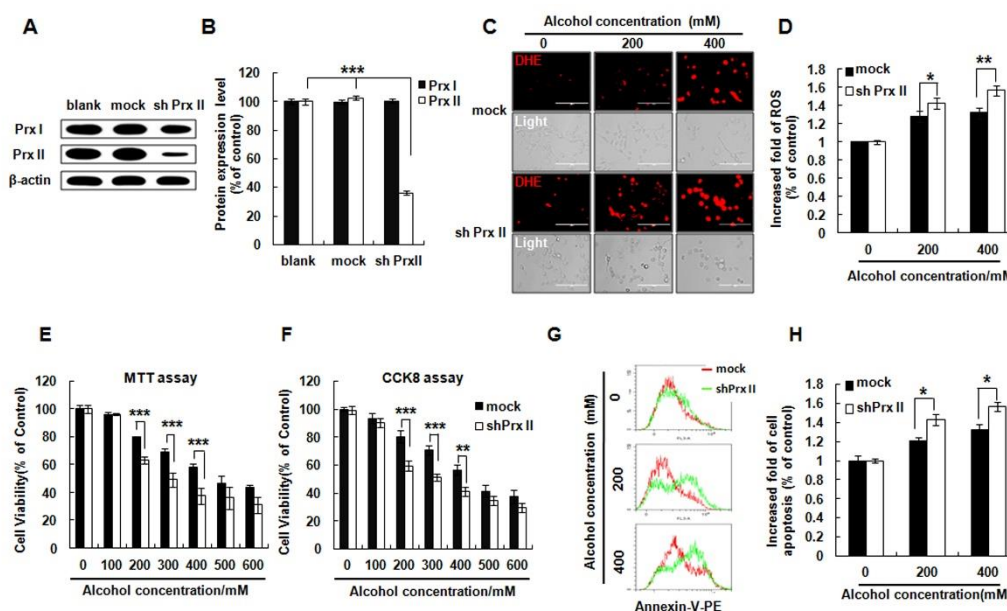 A
blank mock sh Prx II
Prx I
Prx II
β-actin
B
Protein expression level
(% of control)
120
100
80
60
40
20
0
***
Prx I
Prx II
blank mock sh PrxII
C
Alcohol concentration (mM)
0 200 400
DHE
mock
Light
DHE
sh Prx II
Light
D
Increased fold of ROS
(% of control)
1.8
1.6
1.4
1.2
1
0.8
0.6
0.4
0.2
0
mock
sh Prx II
*
**
0 200 400
Alcohol concentration/mM
E
MTT assay
Cell Viability(% of Control)
120
100
80
60
40
20
0
***
***
***
0 100 200 300 400 500 600
Alcohol concentration/mM
F
CCK8 assay
Cell Viability(% of Control)
120
100
80
60
40
20
0
***
***
**
mock
shPrx II
0 100 200 300 400 500 600
Alcohol concentration/mM
G
Alcohol concentration (mM)
0
200
400
mock
shPrx II
Annexin-V-PE
H
Increased fold of cell
apoptosis (% of control)
1.8
1.6
1.4
1.2
1.0
0.8
0.6
0.4
0.2
0
mock
shPrx II
*
*
0 200 400
Alcohol concentration(mM)